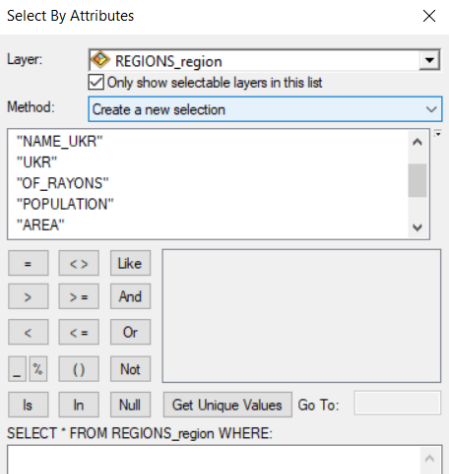 Select By Attributes
Layer: REGIONS_region
Only show selectable layers in this list
Method: Create a new selection
"NAME_UKR"
"UKR"
"OF_RAYONS"
"POPULATION"
"AREA"
= < > Like
> > = And
< < = Or
_ % ( ) Not
Is In Null Get Unique Values Go To:
SELECT * FROM REGIONS_region WHERE: